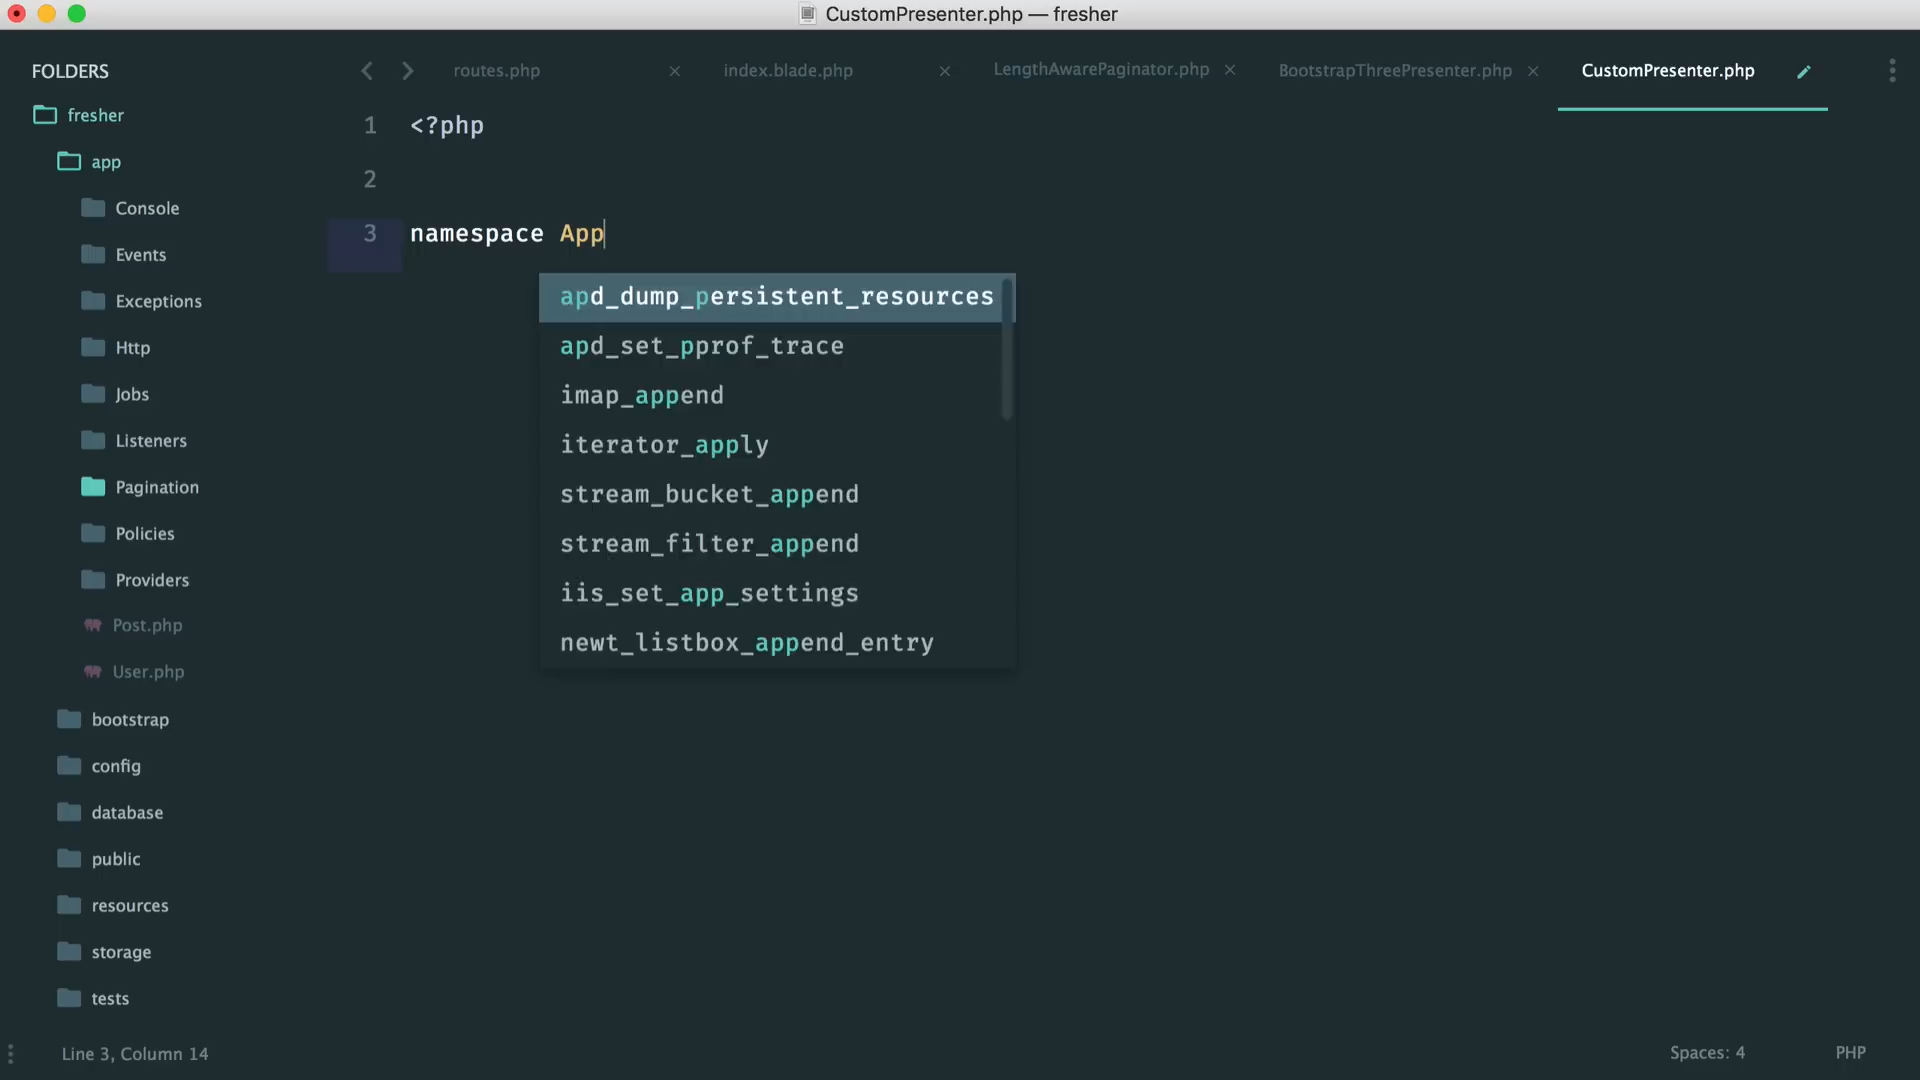 CustomPresenter.php — fresher
FOLDERS
fresher
app
Console
Events
Exceptions
Http
Jobs
Listeners
Pagination
Policies
Providers
Post.php
User.php
bootstrap
config
database
public
resources
storage
tests
routes.php
index.blade.php
LengthAwarePaginator.php
BootstrapThreePresenter.php
CustomPresenter.php
1 <?php
2
3 namespace App
apd_dump_persistent_resources
apd_set_pprof_trace
imap_append
iterator_apply
stream_bucket_append
stream_filter_append
iis_set_app_settings
newt_listbox_append_entry
Line 3, Column 14
Spaces: 4
PHP